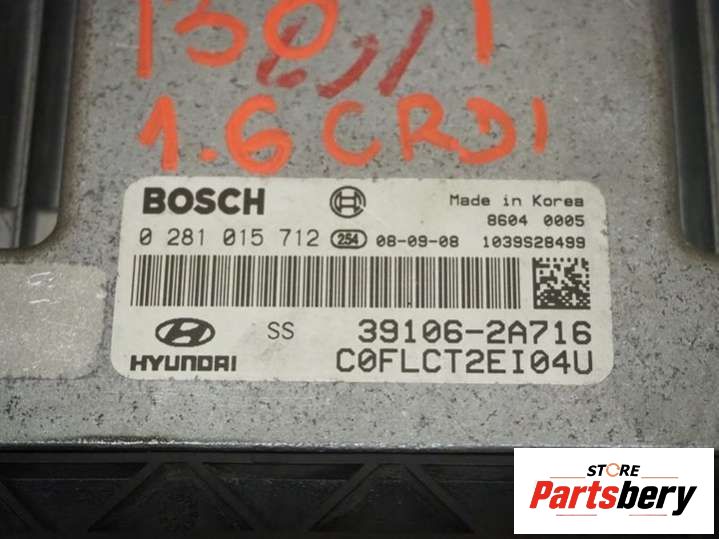 130 1
1.6 CRDI
BOSCH
Made in Korea
8604 0005
0 281 015 712 254 08-09-08 1039S28499
SS 39106-2A716
HYUNDAI C0FLCT2EI04U
STORE
Partsbery